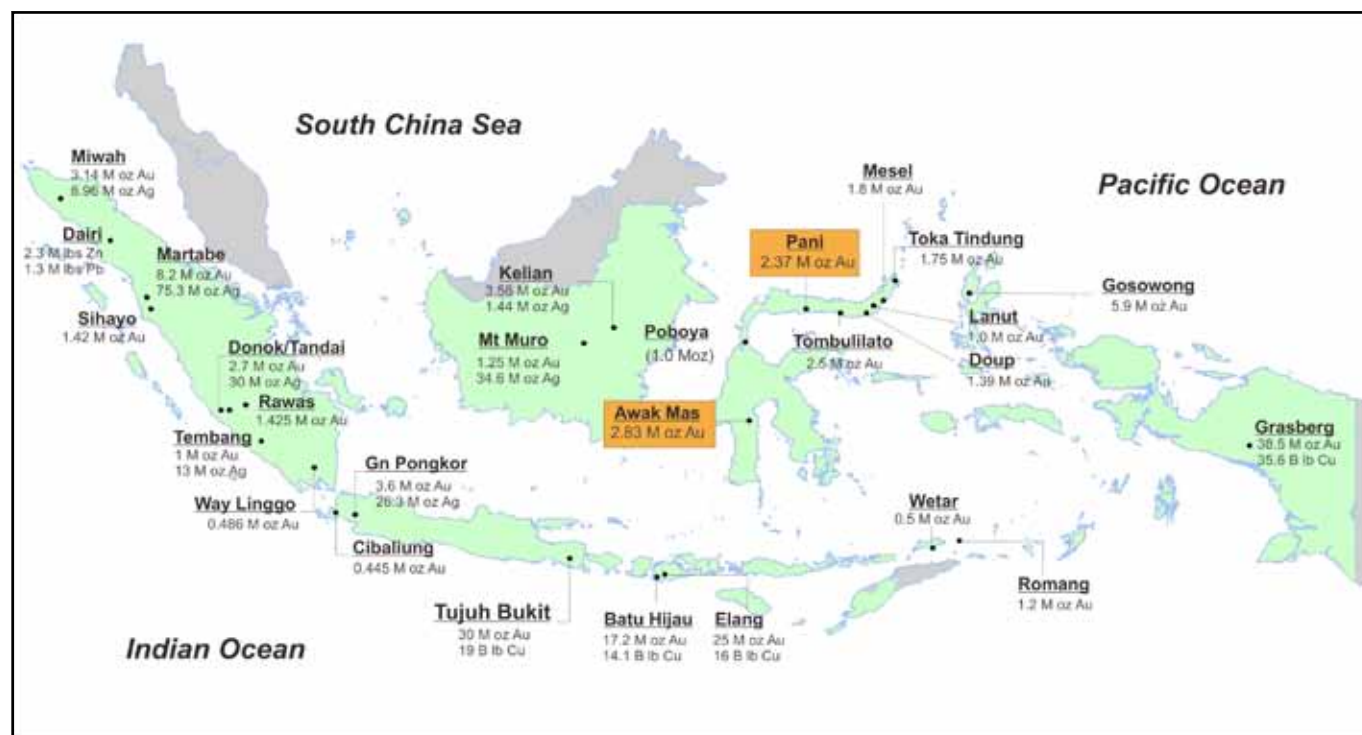 South China Sea
Pacific Ocean
Indian Ocean
Miwah
3.14 M oz Au
8.96 M oz Ag
Dairi
2.3 M lbs Zn
1.3 M lbs Pb
Martabe
8.2 M oz Au
75.3 M oz Ag
Sihayo
1.42 M oz Au
Donok/Tandai
2.7 M oz Au
30 M oz Ag
Rawas
1.425 M oz Au
Tembang
1 M oz Au
13 M oz Ag
Way Linggo
0.486 M oz Au
Gn Pongkor
3.6 M oz Au
26.3 M oz Ag
Cibaliung
0.445 M oz Au
Kelian
3.56 M oz Au
1.44 M oz Ag
Mt Muro
1.25 M oz Au
34.6 M oz Ag
Poboya
(1.0 Moz)
Pani
2.37 M oz Au
Awak Mas
2.83 M oz Au
Mesel
1.8 M oz Au
Toka Tindung
1.75 M oz Au
Gosowong
5.9 M oz Au
Lanut
1.0 M oz Au
Tombulilato
2.5 M oz Au
Doup
1.39 M oz Au
Grasberg
38.5 M oz Au
35.6 B lb Cu
Wetar
0.5 M oz Au
Romang
1.2 M oz Au
Tujuh Bukit
30 M oz Au
19 B lb Cu
Batu Hijau
17.2 M oz Au
14.1 B lb Cu
Elang
25 M oz Au
16 B lb Cu